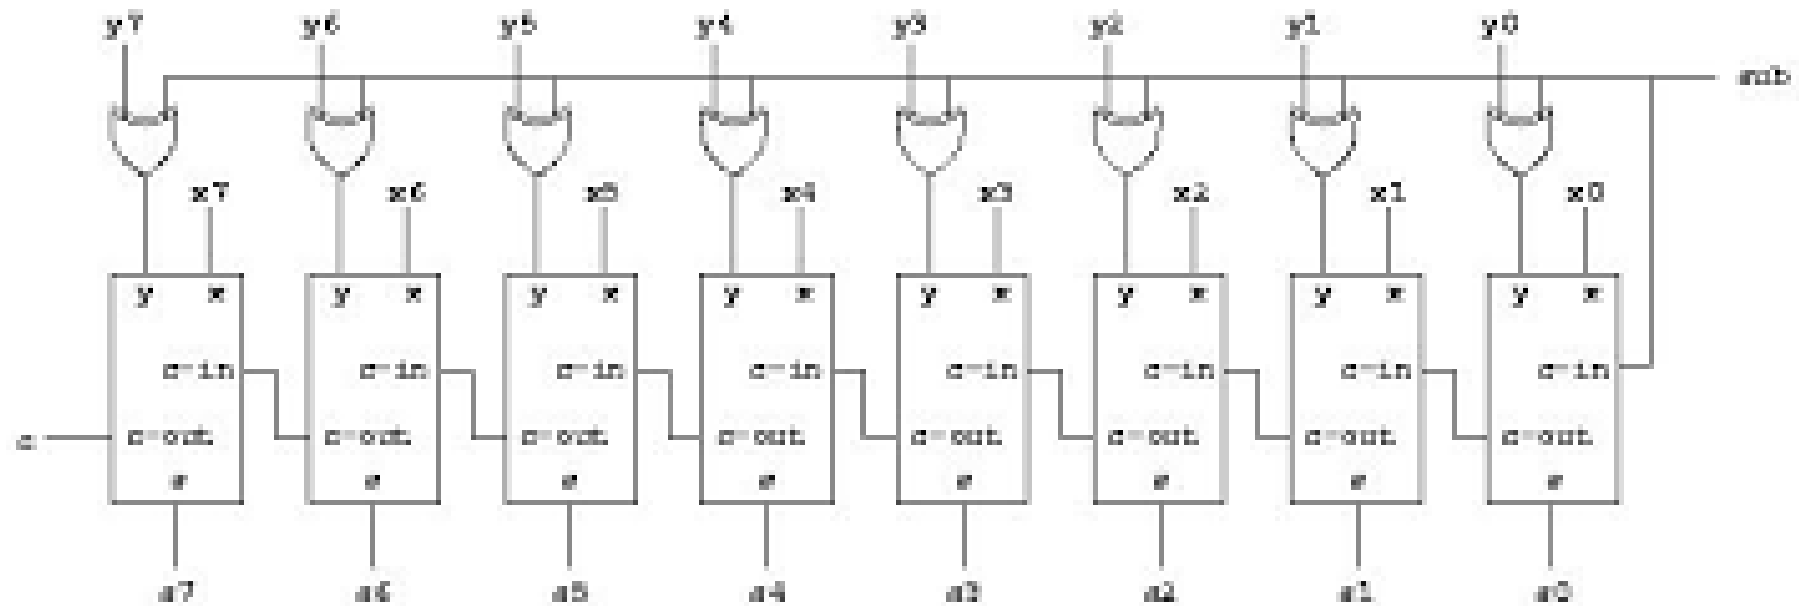 y7 y6 y5 y4 y3 y2 y1 y0
sub
x7 x6 x5 x4 x3 x2 x1 x0
y x y x y x y x y x y x y x y x
c-in c-in c-in c-in c-in c-in c-in c-in
c c-out c-out c-out c-out c-out c-out c-out c-out
s s s s s s s s
s7 s6 s5 s4 s3 s2 s1 s0